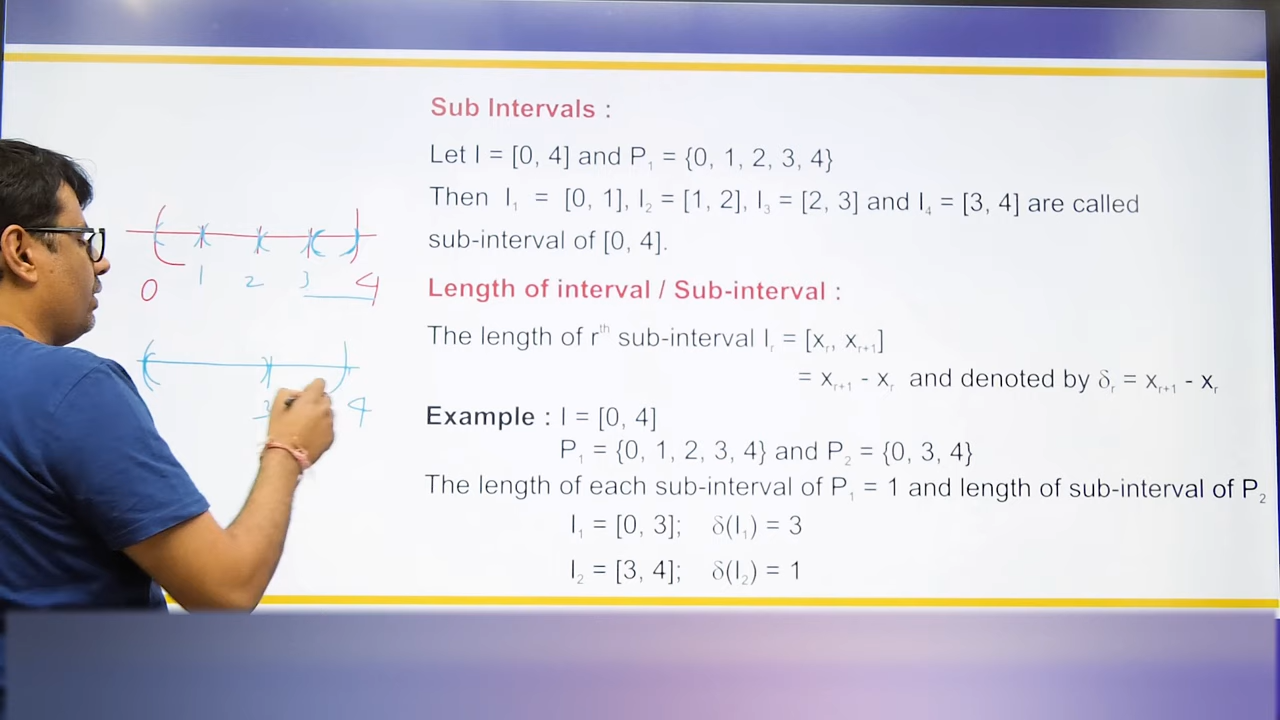 Sub Intervals :
Let I = [0, 4] and P₁ = {0, 1, 2, 3, 4}
Then I₁ = [0, 1], I₂ = [1, 2], I₃ = [2, 3] and I₄ = [3, 4] are called
sub-interval of [0, 4].
0 1 2 3 4
Length of interval / Sub-interval :
The length of rᵗʰ sub-interval Iᵣ = [xᵣ, xᵣ₊₁]
= xᵣ₊₁ - xᵣ and denoted by δᵣ = xᵣ₊₁ - xᵣ
3 4
Example : I = [0, 4]
P₁ = {0, 1, 2, 3, 4} and P₂ = {0, 3, 4}
The length of each sub-interval of P₁ = 1 and length of sub-interval of P₂
I₁ = [0, 3]; δ(I₁) = 3
I₂ = [3, 4]; δ(I₂) = 1